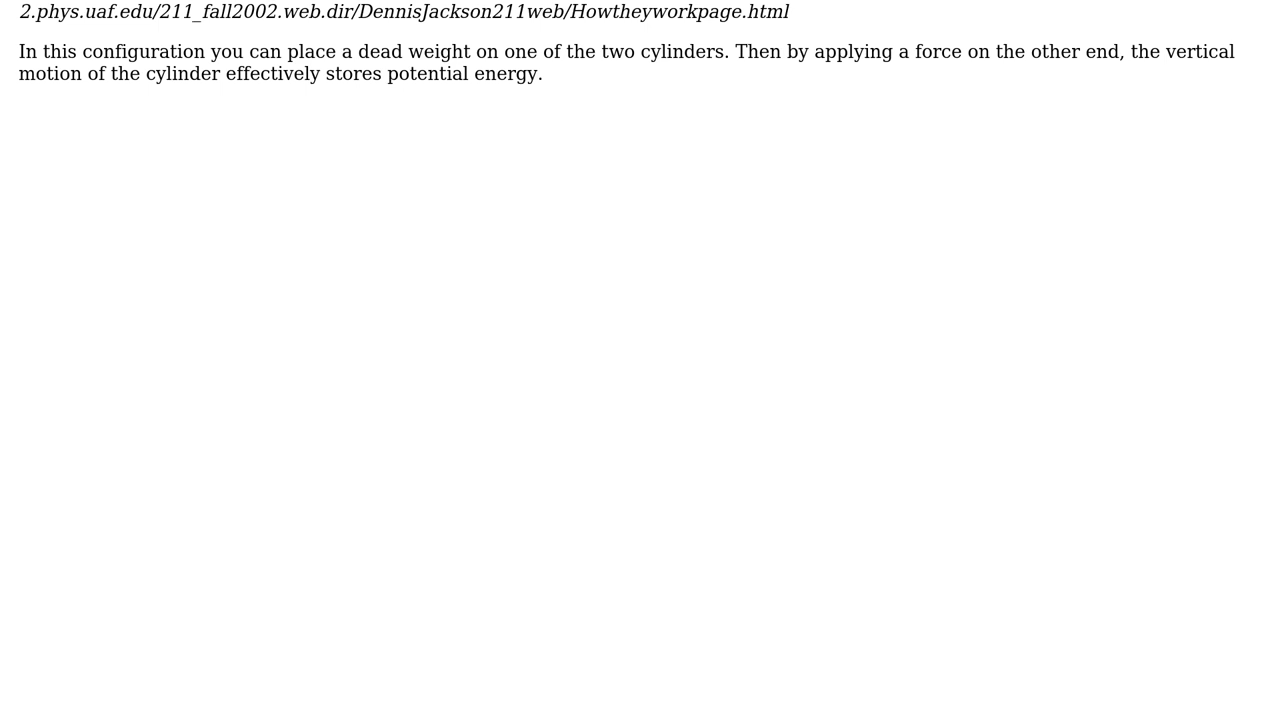 2.phys.uaf.edu/211_fall2002.web.dir/DennisJackson211web/Howtheyworkpage.html
In this configuration you can place a dead weight on one of the two cylinders. Then by applying a force on the other end, the vertical
motion of the cylinder effectively stores potential energy.